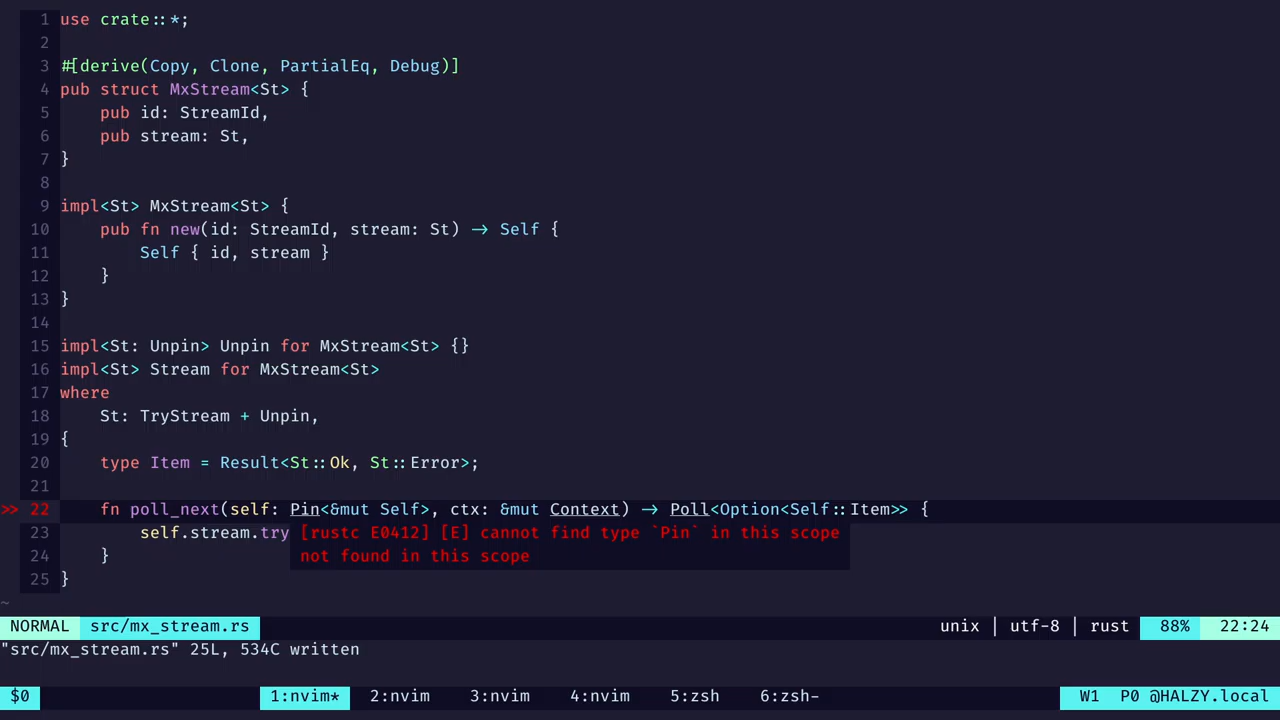 1 use crate::*;
2
3 #[derive(Copy, Clone, PartialEq, Debug)]
4 pub struct MxStream<St> {
5     pub id: StreamId,
6     pub stream: St,
7 }
8
9 impl<St> MxStream<St> {
10     pub fn new(id: StreamId, stream: St) -> Self {
11         Self { id, stream }
12     }
13 }
14
15 impl<St: Unpin> Unpin for MxStream<St> {}
16 impl<St> Stream for MxStream<St>
17 where
18     St: TryStream + Unpin,
19 {
20     type Item = Result<St::Ok, St::Error>;
21
>> 22     fn poll_next(self: Pin<&mut Self>, ctx: &mut Context) -> Poll<Option<Self::Item>> {
23         self.stream.try [rustc E0412] [E] cannot find type `Pin` in this scope
24     } not found in this scope
25 }
~
NORMAL src/mx_stream.rs unix | utf-8 | rust 88% 22:24
"src/mx_stream.rs" 25L, 534C written
$0 1:nvim* 2:nvim 3:nvim 4:nvim 5:zsh 6:zsh- W1 P0 @HALZY.local